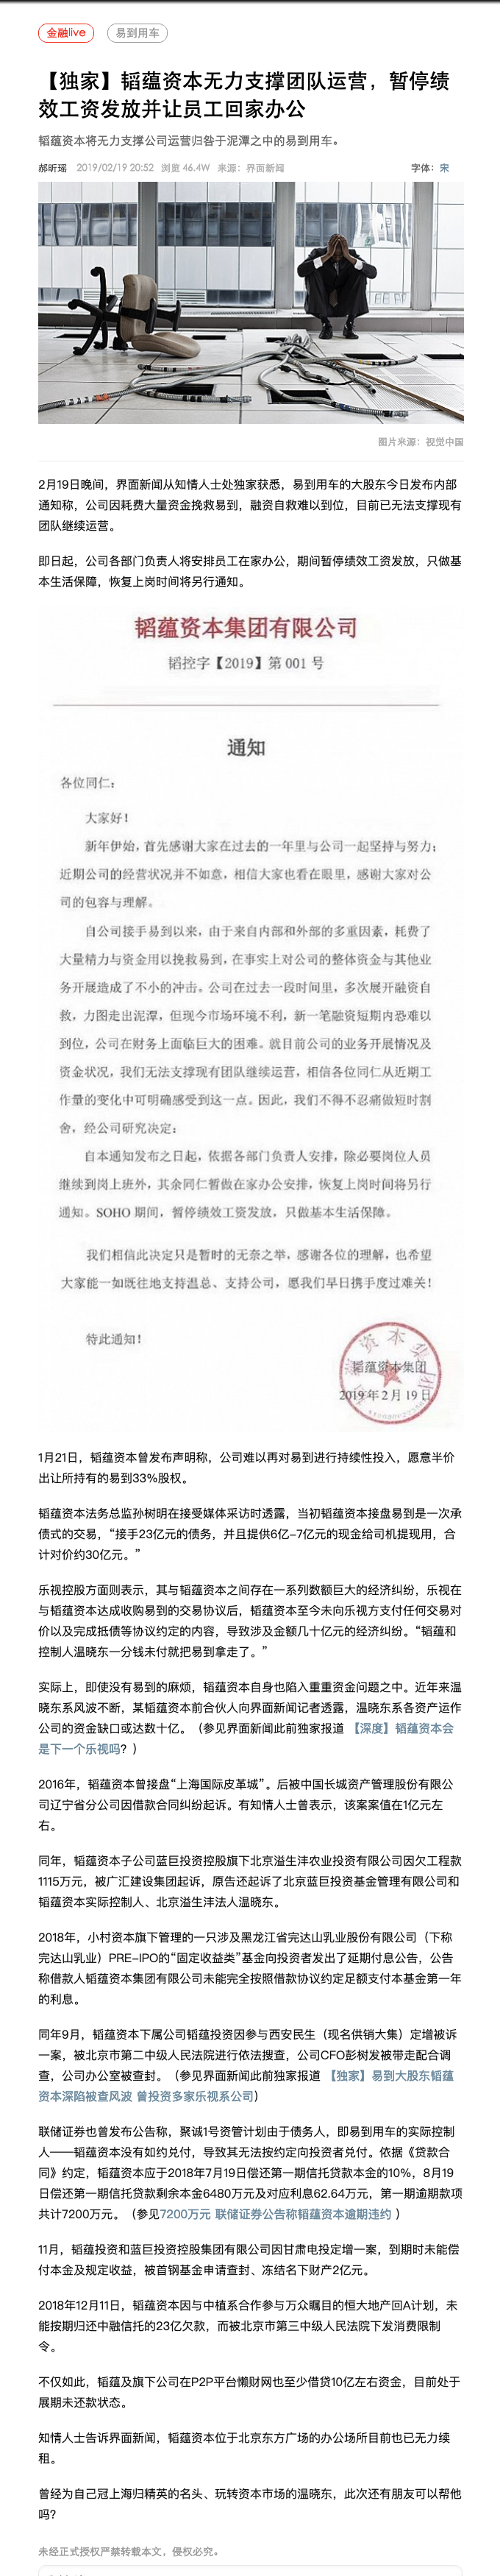 金融live 易到用车
【独家】韬蕴资本无力支撑团队运营，暂停绩
效工资发放并让员工回家办公
韬蕴资本将无力支撑公司运营归咎于泥潭之中的易到用车。
郝昕瑶 2019/02/19 20:52 浏览 46.4W 来源：界面新闻 字体：宋
图片来源：视觉中国
2月19日晚间，界面新闻从知情人士处独家获悉，易到用车的大股东今日发布内部
通知称，公司因耗费大量资金挽救易到，融资自救难以到位，目前已无法支撑现有
团队继续运营。
即日起，公司各部门负责人将安排员工在家办公，期间暂停绩效工资发放，只做基
本生活保障，恢复上岗时间将另行通知。
韬蕴资本集团有限公司
韬控字【2019】第 001 号
通知
各位同仁：
大家好！
新年伊始，首先感谢大家在过去的一年里与公司一起坚持与努力；
近期公司的经营状况并不如意，相信大家也看在眼里，感谢大家对公
司的包容与理解。
自公司接手易到以来，由于来自内部和外部的多重因素，耗费了
大量精力与资金用以挽救易到，在事实上对公司的整体资金与其他业
务开展造成了不小的冲击。公司在过去一段时间里，多次展开融资自
救，力图走出泥潭，但现今市场环境不利，新一笔融资短期内恐难以
到位，公司在财务上面临巨大的困难。就目前公司的业务开展情况及
资金状况，我们无法支撑现有团队继续运营，相信各位同仁从近期工
作量的变化中可明确感受到这一点。因此，我们不得不忍痛做短时割
舍，经公司研究决定：
自本通知发布之日起，依据各部门负责人安排，除必要岗位人员
继续到岗上班外，其余同仁暂做在家办公安排，恢复上岗时间将另行
通知。SOHO 期间，暂停绩效工资发放，只做基本生活保障。
我们相信此决定只是暂时的无奈之举，感谢各位的理解，也希望
大家能一如既往地支持温总、支持公司，愿我们早日携手度过难关！
特此通知！
韬蕴资本集团
2019年2月19日
1月21日，韬蕴资本曾发布声明称，公司难以再对易到进行持续性投入，愿意半价
出让所持有的易到33%股权。
韬蕴资本法务总监孙树明在接受媒体采访时透露，当初韬蕴资本接盘易到是一次承
债式的交易，“接手23亿元的债务，并且提供6亿-7亿元的现金给司机提现用，合
计对价约30亿元。”
乐视控股方面则表示，其与韬蕴资本之间存在一系列数额巨大的经济纠纷，乐视在
与韬蕴资本达成收购易到的交易协议后，韬蕴资本至今未向乐视方支付任何交易对
价以及完成抵债等协议约定的内容，导致涉及金额几十亿元的经济纠纷。“韬蕴和
控制人温晓东一分钱未付就把易到拿走了。”
实际上，即使没有易到的麻烦，韬蕴资本自身也陷入重重资金问题之中。近年来温
晓东系风波不断，某韬蕴资本前合伙人向界面新闻记者透露，温晓东系各资产运作
公司的资金缺口或达数十亿。（参见界面新闻此前独家报道 【深度】韬蕴资本会
是下一个乐视吗？）
2016年，韬蕴资本曾接盘“上海国际皮革城”。后被中国长城资产管理股份有限公
司辽宁省分公司因借款合同纠纷起诉。有知情人士曾表示，该案案值在1亿元左
右。
同年，韬蕴资本子公司蓝巨投资控股旗下北京溢生沣农业投资有限公司因欠工程款
1115万元，被广汇建设集团起诉，原告还起诉了北京蓝巨投资基金管理有限公司和
韬蕴资本实际控制人、北京溢生沣法人温晓东。
2018年，小村资本旗下管理的一只涉及黑龙江省完达山乳业股份有限公司（下称
完达山乳业）PRE-IPO的“固定收益类”基金向投资者发出了延期付息公告，公告
称借款人韬蕴资本集团有限公司未能完全按照借款协议约定足额支付本基金第一年
的利息。
同年9月，韬蕴资本下属公司韬蕴投资因参与西安民生（现名供销大集）定增被诉
一案，被北京市第二中级人民法院进行依法搜查，公司CFO彭树发被带走配合调
查，公司办公室被查封。（参见界面新闻此前独家报道 【独家】易到大股东韬蕴
资本深陷被查风波 曾投资多家乐视系公司）
联储证券也曾发布公告称，聚诚1号资管计划由于债务人，即易到用车的实际控制
人——韬蕴资本没有如约兑付，导致其无法按约定向投资者兑付。依据《贷款合
同》约定，韬蕴资本应于2018年7月19日偿还第一期信托贷款本金的10%，8月19
日偿还第一期信托贷款剩余本金6480万元及对应利息62.64万元，第一期逾期款项
共计7200万元。（参见7200万元 联储证券公告称韬蕴资本逾期违约 ）
11月，韬蕴投资和蓝巨投资控股集团有限公司因甘肃电投定增一案，到期时未能偿
付本金及规定收益，被首钢基金申请查封、冻结名下财产2亿元。
2018年12月11日，韬蕴资本因与中植系合作参与万众瞩目的恒大地产回A计划，未
能按期归还中融信托的23亿欠款，而被北京市第三中级人民法院下发消费限制
令。
不仅如此，韬蕴及旗下公司在P2P平台懒财网也至少借贷10亿左右资金，目前处于
展期未还款状态。
知情人士告诉界面新闻，韬蕴资本位于北京东方广场的办公场所目前也已无力续
租。
曾经为自己冠上海归精英的名头、玩转资本市场的温晓东，此次还有朋友可以帮他
吗？
未经正式授权严禁转载本文，侵权必究。